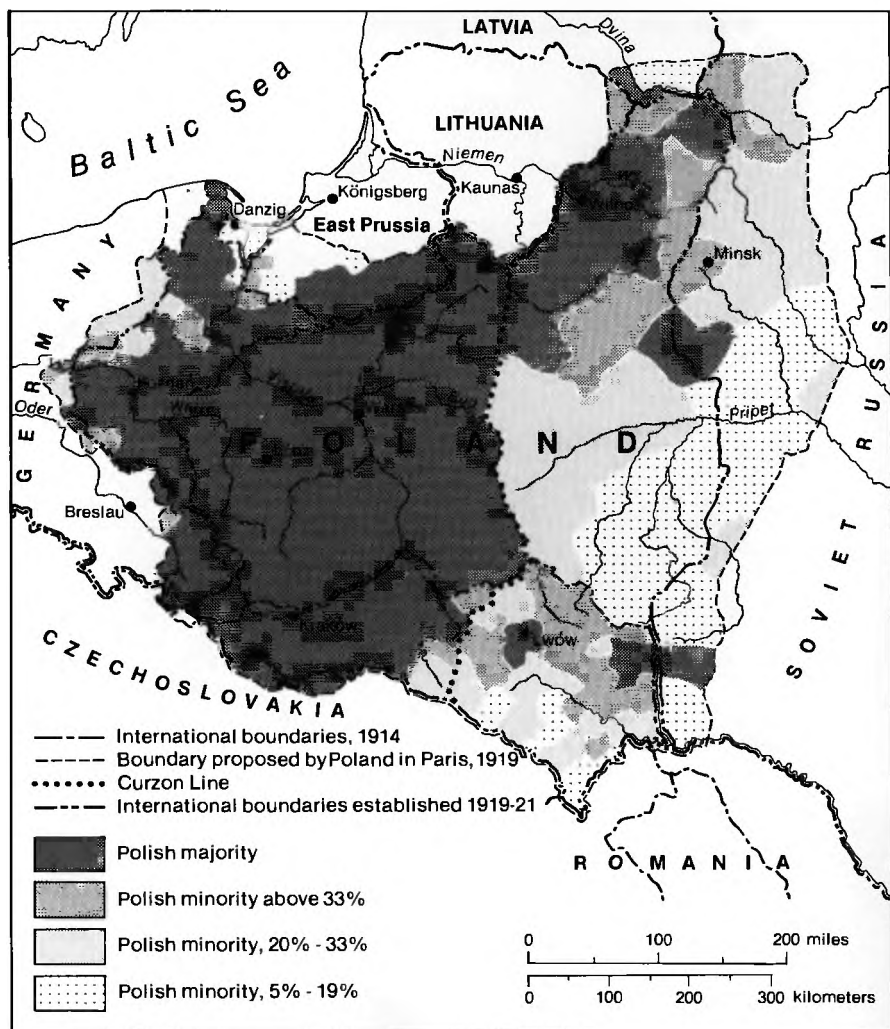 LATVIA
Dvina
Baltic Sea
LITHUANIA
Niemen
Königsberg
Kaunas
Danzig
East Prussia
Minsk
GERMANY
SOVIET RUSSIA
Oder
POLAND
Pripet
Breslau
Kraków
Lwów
CZECHOSLOVAKIA
ROMANIA
International boundaries, 1914
Boundary proposed by Poland in Paris, 1919
Curzon Line
International boundaries established 1919-21
Polish majority
Polish minority above 33%
Polish minority, 20% - 33%
Polish minority, 5% - 19%
0 100 200 miles
0 100 200 300 kilometers